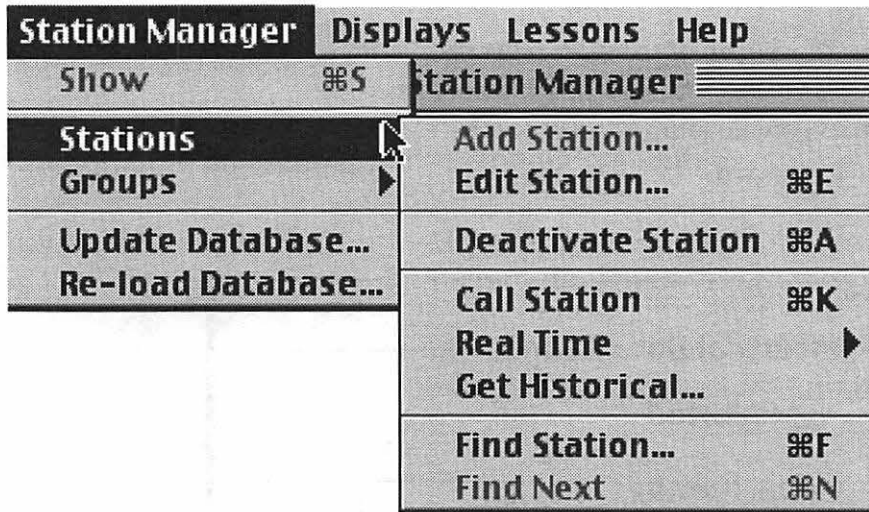 Station Manager Displays Lessons Help
Show ⌘S
Station Manager
Stations
Groups
Update Database...
Re-load Database...
Add Station...
Edit Station... ⌘E
Deactivate Station ⌘A
Call Station ⌘K
Real Time
Get Historical...
Find Station... ⌘F
Find Next ⌘N